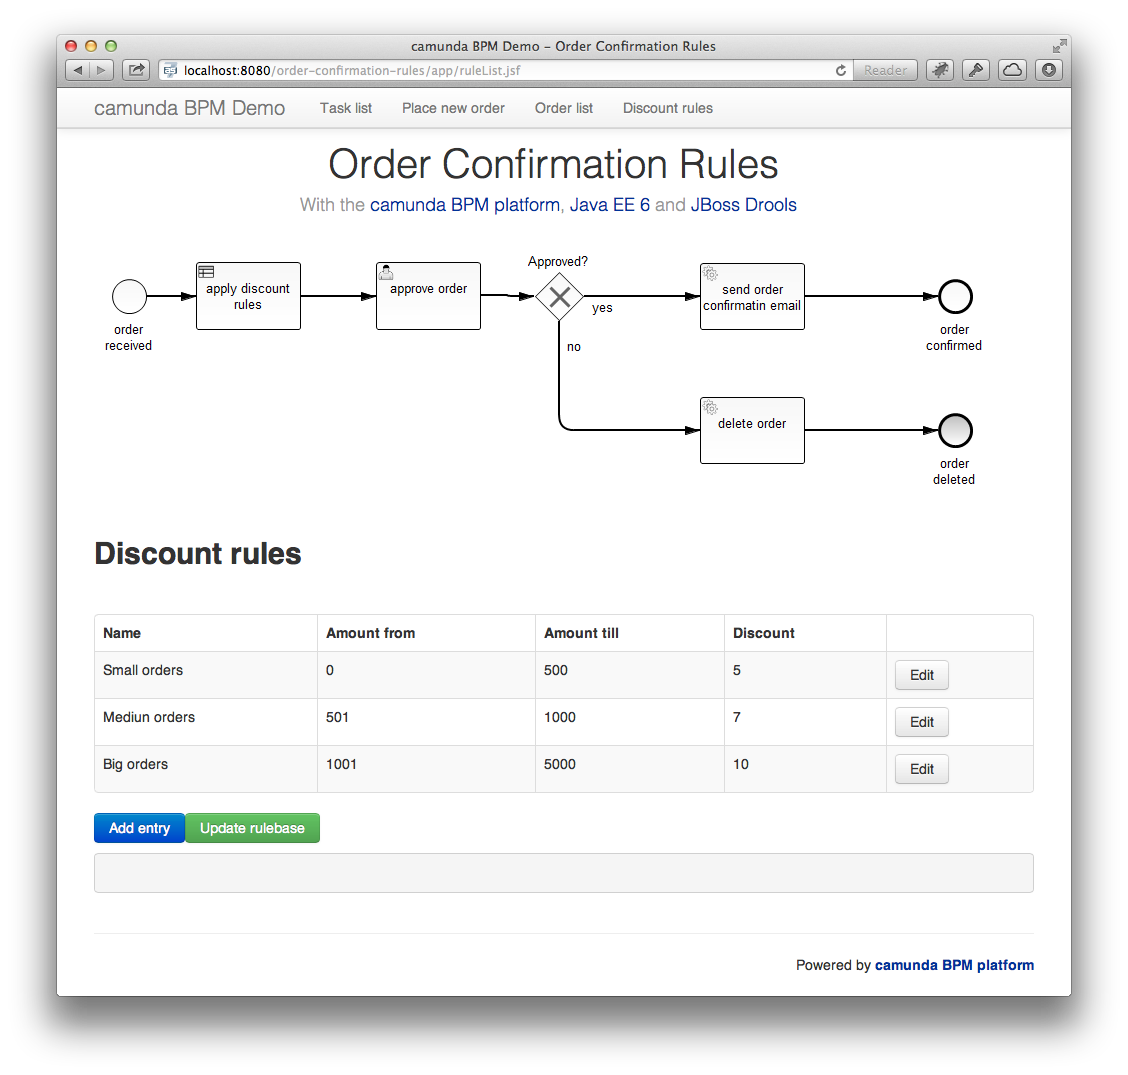 camunda BPM Demo – Order Confirmation Rules
localhost:8080/order-confirmation-rules/app/ruleList.jsf
Reader
camunda BPM Demo Task list Place new order Order list Discount rules
Order Confirmation Rules
With the camunda BPM platform, Java EE 6 and JBoss Drools
order
received
apply discount
rules
approve order
Approved?
yes
no
send order
confirmatin email
order
confirmed
delete order
order
deleted
Discount rules
Name Amount from Amount till Discount
Small orders 0 500 5 Edit
Mediun orders 501 1000 7 Edit
Big orders 1001 5000 10 Edit
Add entry Update rulebase
Powered by camunda BPM platform